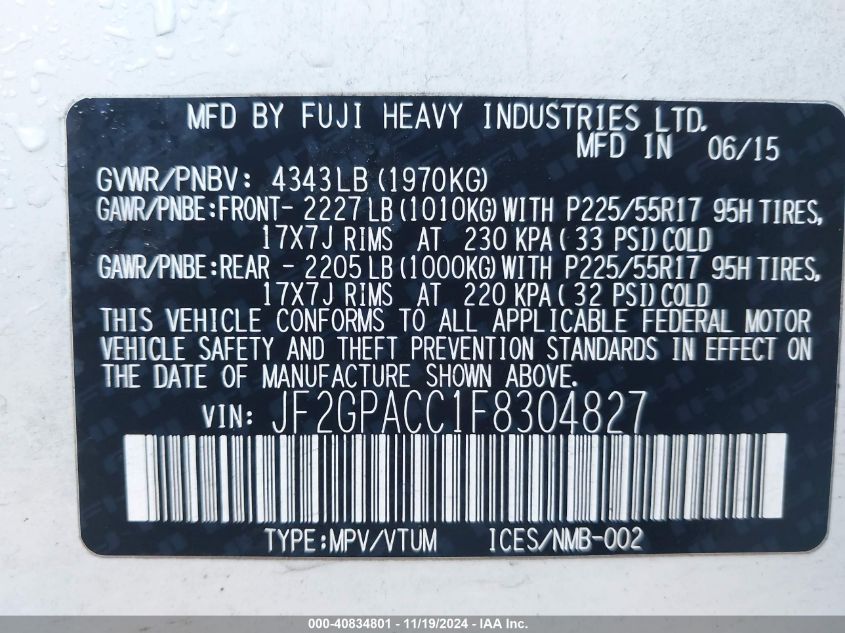 MFD BY FUJI HEAVY INDUSTRIES LTD.
MFD IN 06/15
GVWR/PNBV: 4343LB (1970KG)
GAWR/PNBE:FRONT- 2227LB(1010KG)WITH P225/55R17 95H TIRES,
17X7J RIMS AT 230 KPA( 33 PSI)COLD
GAWR/PNBE:REAR - 2205LB(1000KG)WITH P225/55R17 95H TIRES,
17X7J RIMS AT 220 KPA( 32 PSI)COLD
THIS VEHICLE CONFORMS TO ALL APPLICABLE FEDERAL MOTOR
VEHICLE SAFETY AND THEFT PREVENTION STANDARDS IN EFFECT ON
THE DATE OF MANUFACTURE SHOWN ABOVE.
VIN: JF2GPACC1F8304827
TYPE:MPV/VTUM ICES/NMB-002
000-40834801 - 11/19/2024 - IAA Inc.